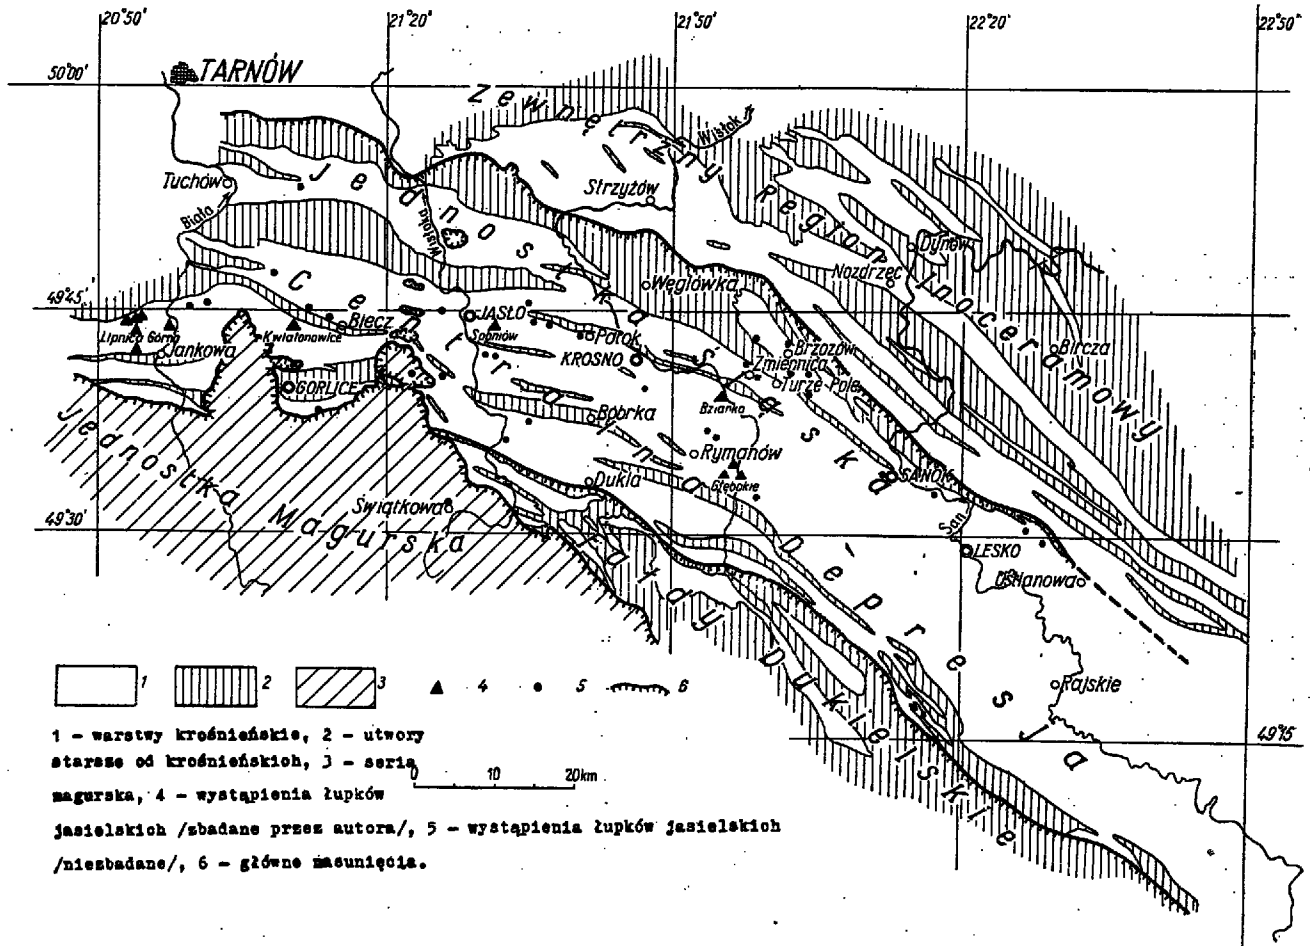 20°50' 21°20' 21°50' 22°20' 22°50'
50°00'
TARNÓW
Zewnętrzny Region Inoceramowy
Wisłok
Jednostka Śląska
Tuchów
Strzyżów
Biała
Wisłoka
Dynów
Nozdrzec
Węglówka
Centralna Depresja
49°45'
Lipnica Górna
Jankowa
Kwiatonowice
Biecz
JASŁO
Sobniów
Potok
KROSNO
Brzozów
Zmiennica
Turze Pole
Bircza
GORLICE
Bobrka
Bzianka
Rymanów
Głębokie
SANOK
Dukla
Świątkowa
Jednostka Magurska
49°30'
San
LESKO
Ustianowa
Fałdy Dukielskie
Rajskie
49°15'
1 2 3 4 5 6
1 - warstwy krośnieńskie, 2 - utwory
starsze od krośnieńskich, 3 - seria
0 10 20km
magurska, 4 - wystąpienia łupków
jasielskich /zbadane przez autora/, 5 - wystąpienia łupków jasielskich
/niezbadane/, 6 - główne nasunięcia.